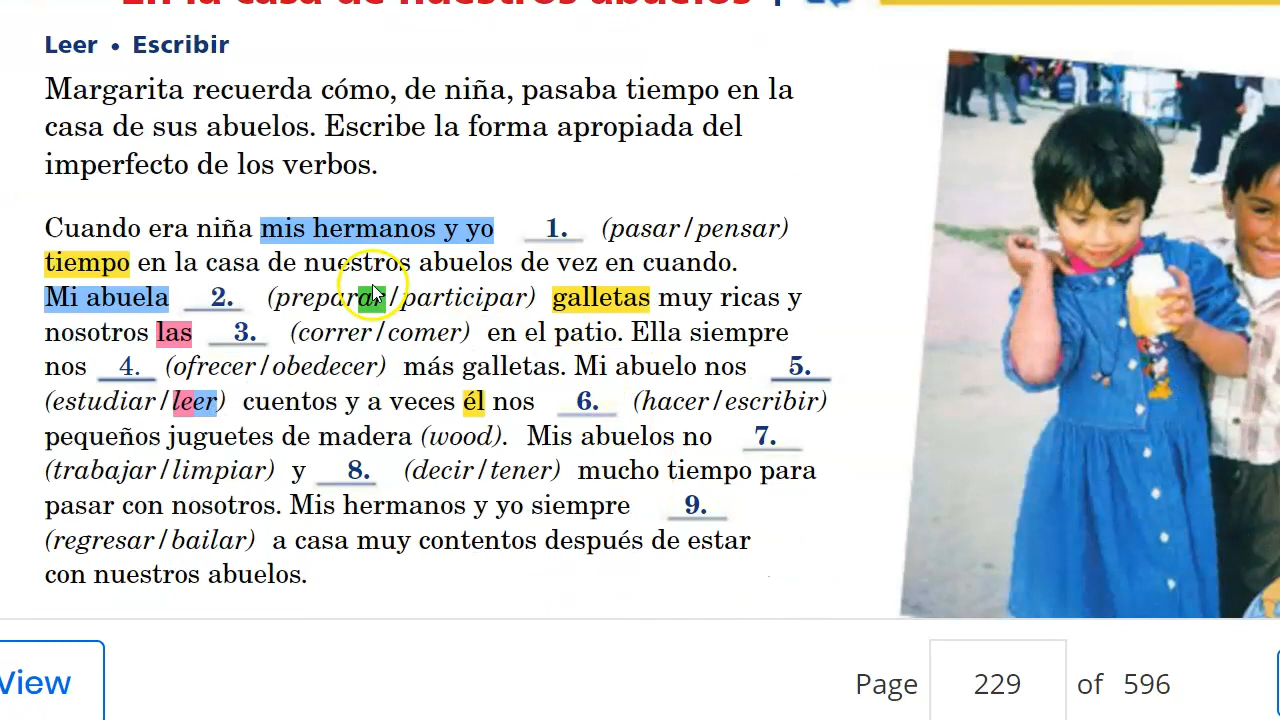 En la casa de nuestros abuelos
Leer • Escribir
Margarita recuerda cómo, de niña, pasaba tiempo en la
casa de sus abuelos. Escribe la forma apropiada del
imperfecto de los verbos.
Cuando era niña mis hermanos y yo 1. (pasar/pensar)
tiempo en la casa de nuestros abuelos de vez en cuando.
Mi abuela 2. (preparar/participar) galletas muy ricas y
nosotros las 3. (correr/comer) en el patio. Ella siempre
nos 4. (ofrecer/obedecer) más galletas. Mi abuelo nos 5.
(estudiar/leer) cuentos y a veces él nos 6. (hacer/escribir)
pequeños juguetes de madera (wood). Mis abuelos no 7.
(trabajar/limpiar) y 8. (decir/tener) mucho tiempo para
pasar con nosotros. Mis hermanos y yo siempre 9.
(regresar/bailar) a casa muy contentos después de estar
con nuestros abuelos.
View
Page 229 of 596